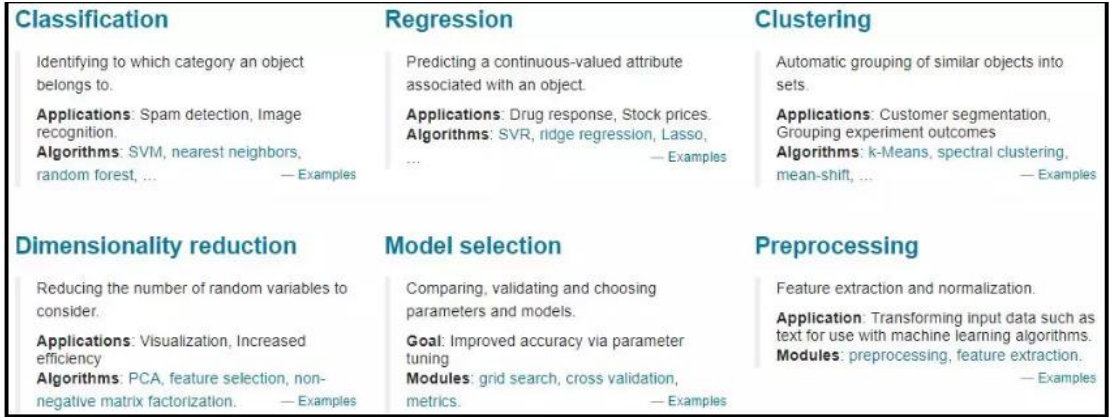 Classification
Identifying to which category an object
belongs to.
Applications: Spam detection, Image
recognition.
Algorithms: SVM, nearest neighbors,
random forest, ...
— Examples
Regression
Predicting a continuous-valued attribute
associated with an object.
Applications: Drug response, Stock prices.
Algorithms: SVR, ridge regression, Lasso,
...
— Examples
Clustering
Automatic grouping of similar objects into
sets.
Applications: Customer segmentation,
Grouping experiment outcomes
Algorithms: k-Means, spectral clustering,
mean-shift, ...
— Examples
Dimensionality reduction
Reducing the number of random variables to
consider.
Applications: Visualization, Increased
efficiency
Algorithms: PCA, feature selection, non-
negative matrix factorization.
— Examples
Model selection
Comparing, validating and choosing
parameters and models.
Goal: Improved accuracy via parameter
tuning
Modules: grid search, cross validation,
metrics.
— Examples
Preprocessing
Feature extraction and normalization.
Application: Transforming input data such as
text for use with machine learning algorithms.
Modules: preprocessing, feature extraction.
— Examples